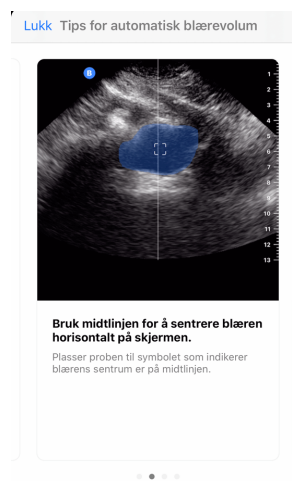 Lukk Tips for automatisk blærevolum
B
1
2
3
4
5
6
7
8
9
10
11
12
13
Bruk midtlinjen for å sentrere blæren
horisontalt på skjermen.
Plasser proben til symbolet som indikerer
blærens sentrum er på midtlinjen.